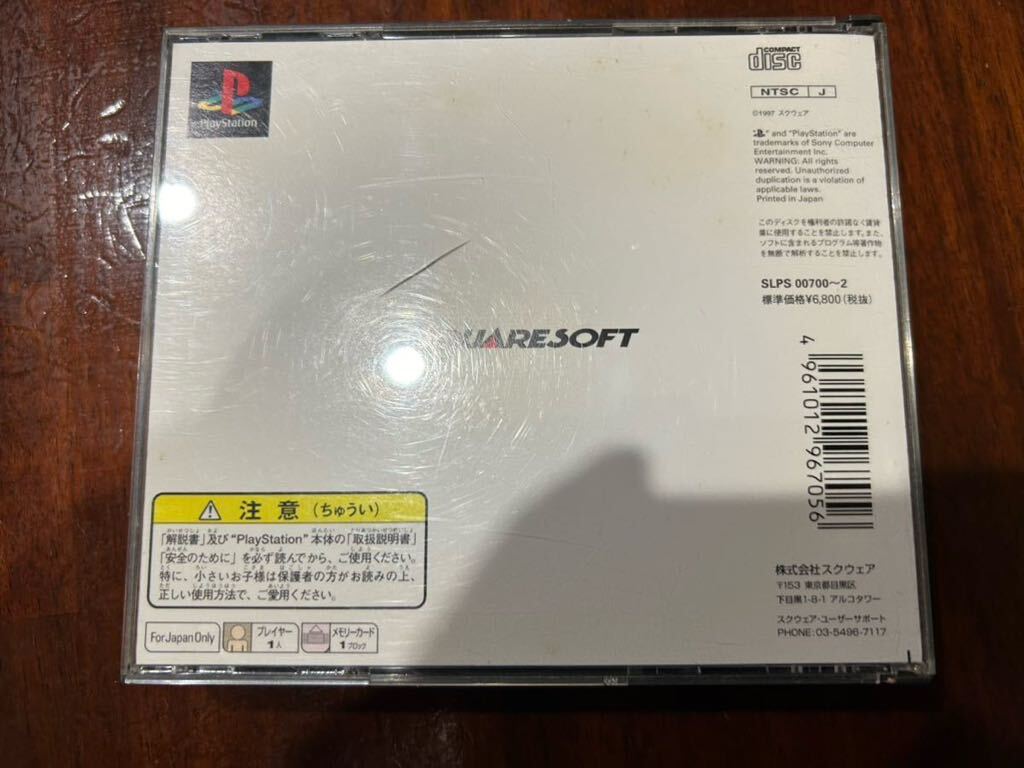 PlayStation
COMPACT
disc
NTSC J
©1997 スクウェア
" " and "PlayStation" are
trademarks of Sony Computer
Entertainment Inc.
WARNING: All rights
reserved. Unauthorized
duplication is a violation of
applicable laws.
Printed in Japan
このディスクを権利者の許諾なく賃貸
業に使用することを禁止します。また、
ソフトに含まれるプログラム等著作物
を無断で解析することを禁止します。
SLPS 00700〜2
標準価格¥6,800(税抜)
4 961012 967056
UARESOFT
注意(ちゅうい)
「解説書」及び"PlayStation"本体の「取扱説明書」
「安全のために」を必ず読んでから、ご使用ください。
特に、小さいお子様は保護者の方がお読みの上、
正しい使用方法で、ご愛用ください。
For Japan Only
プレイヤー
1人
メモリーカード
1ブロック
株式会社スクウェア
〒153 東京都目黒区
下目黒1-8-1 アルコタワー
スクウェア・ユーザーサポート
PHONE: 03-5496-7117